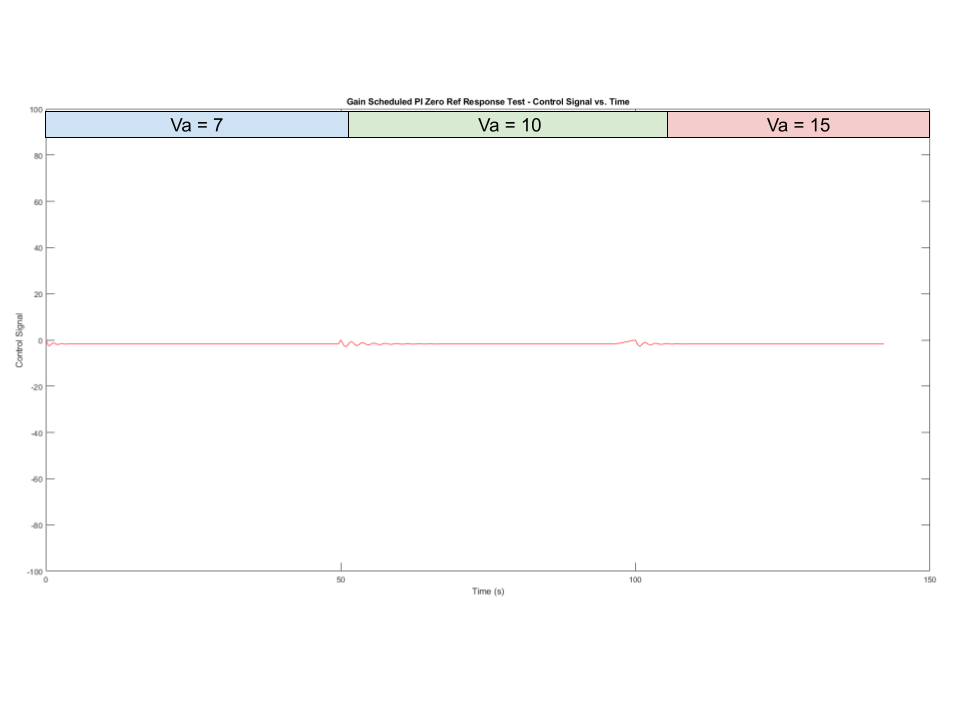 Gain Scheduled PI Zero Ref Response Test - Control Signal vs. Time
Va = 7
Va = 10
Va = 15
Control Signal
100
80
60
40
20
0
-20
-40
-60
-80
-100
0
50
100
150
Time (s)